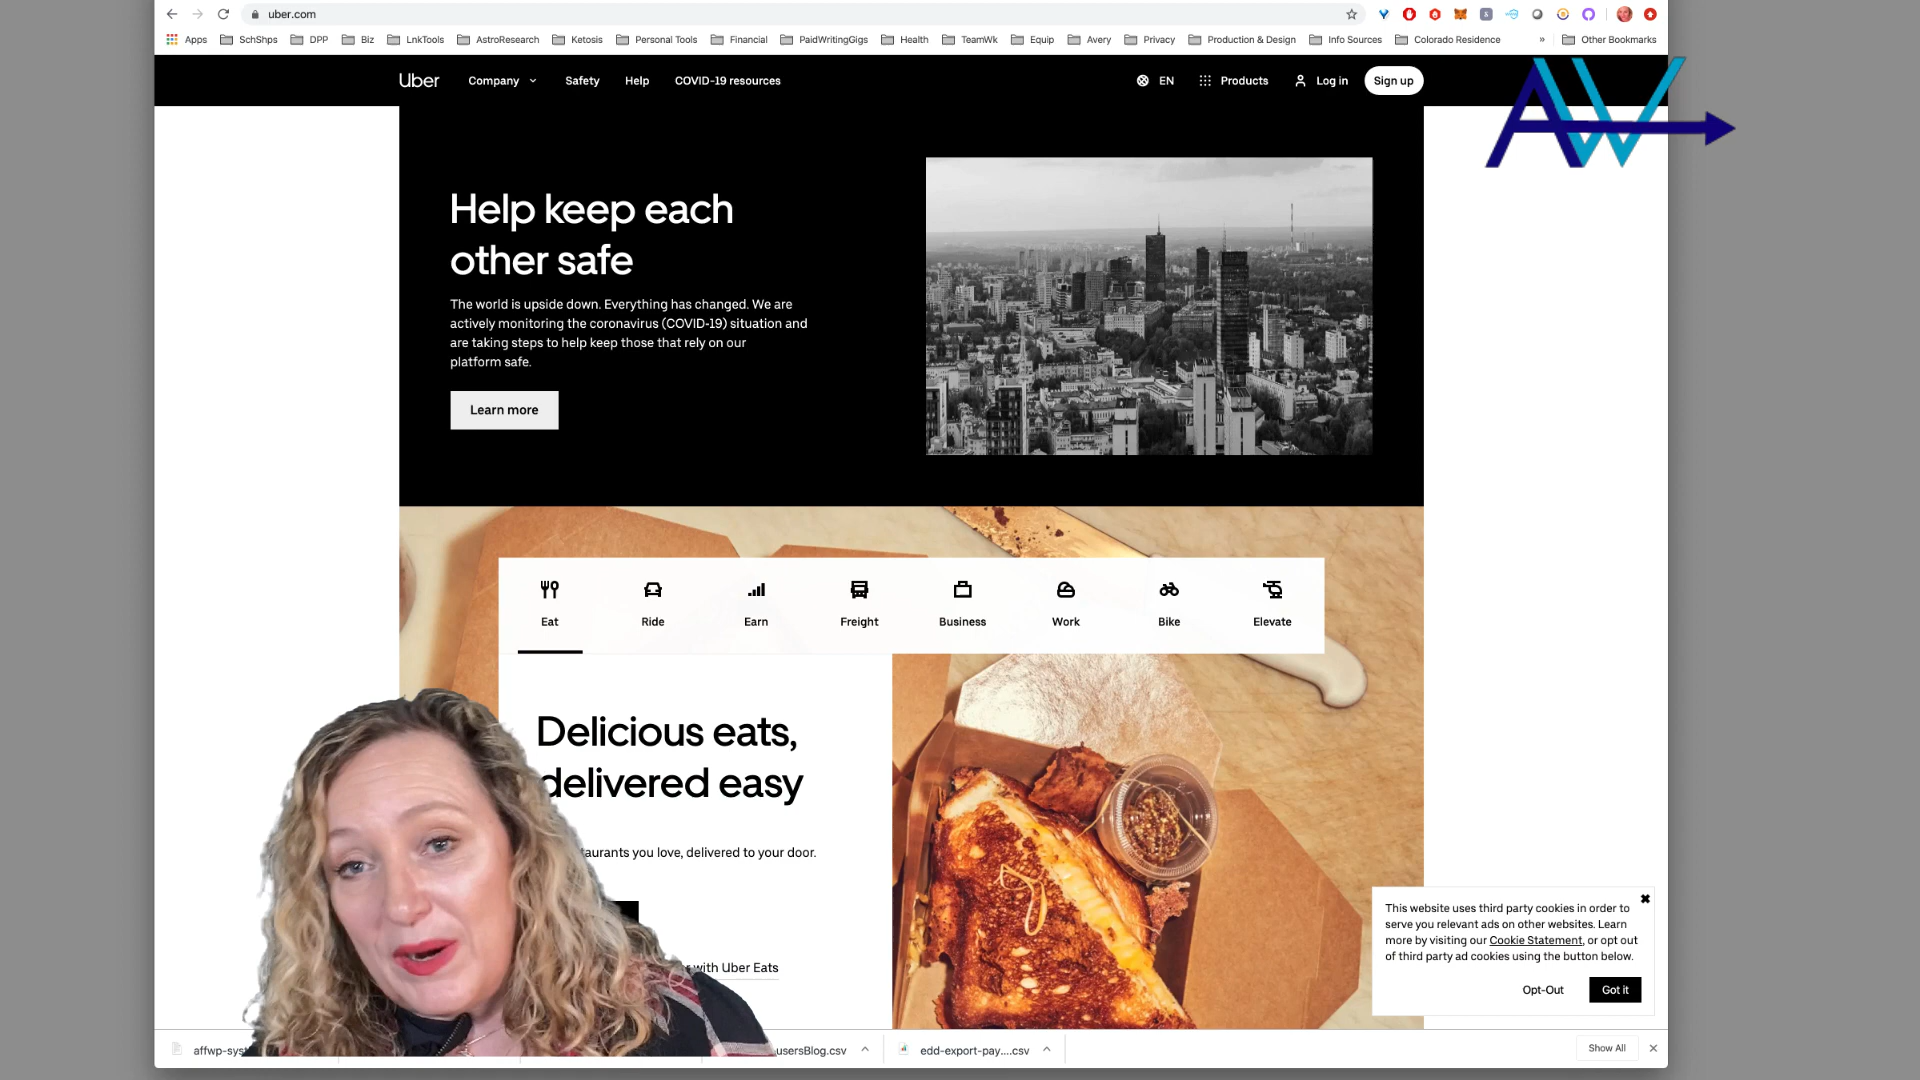 uber.com
Apps SchShps DPP Biz LnkTools AstroResearch Ketosis Personal Tools Financial PaidWritingGigs Health TeamWk Equip Avery Privacy Production & Design Info Sources Colorado Residence » Other Bookmarks
Uber Company Safety Help COVID-19 resources EN Products Log in Sign up
AW
Help keep each
other safe
The world is upside down. Everything has changed. We are
actively monitoring the coronavirus (COVID-19) situation and
are taking steps to help keep those that rely on our
platform safe.
Learn more
Eat Ride Earn Freight Business Work Bike Elevate
Delicious eats,
delivered easy
taurants you love, delivered to your door.
with Uber Eats
This website uses third party cookies in order to
serve you relevant ads on other websites. Learn
more by visiting our Cookie Statement, or opt out
of third party ad cookies using the button below.
Opt-Out Got it
affwp-syst usersBlog.csv edd-export-pay....csv Show All